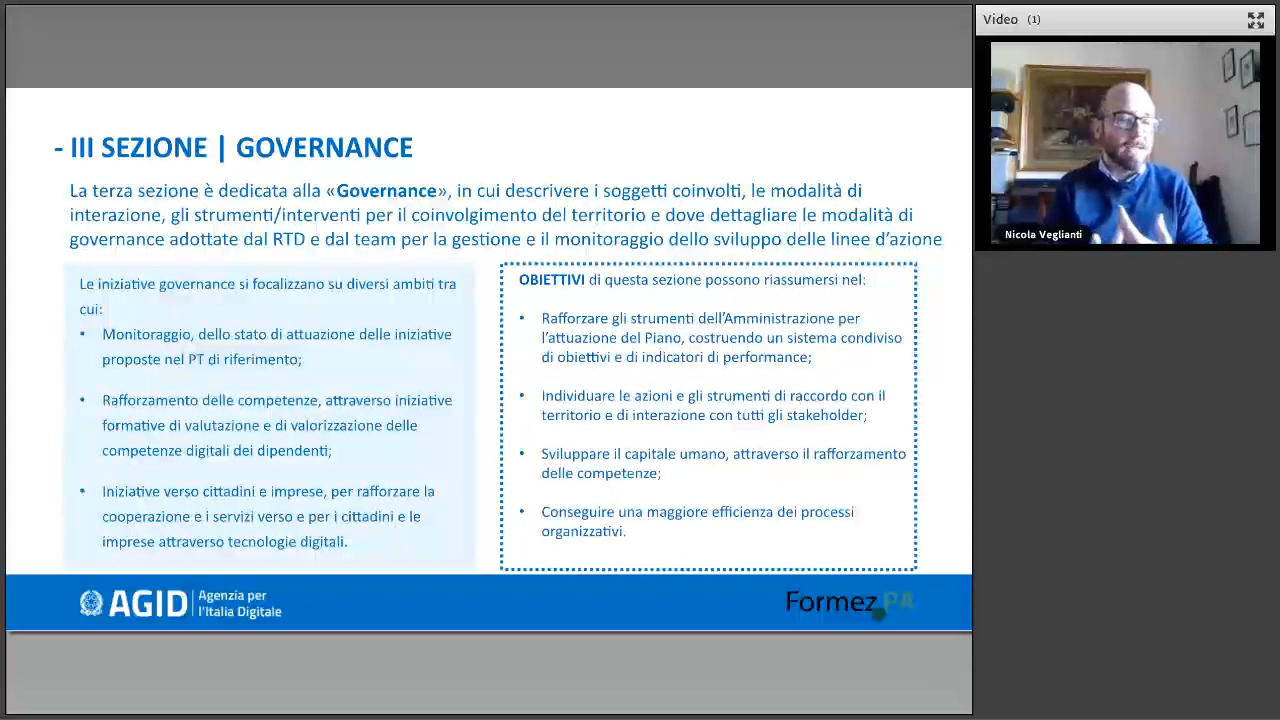 Video (1)
Nicola Veglianti
- III SEZIONE | GOVERNANCE
La terza sezione è dedicata alla «Governance», in cui descrivere i soggetti coinvolti, le modalità di
interazione, gli strumenti/interventi per il coinvolgimento del territorio e dove dettagliare le modalità di
governance adottate dal RTD e dal team per la gestione e il monitoraggio dello sviluppo delle linee d'azione
Le iniziative governance si focalizzano su diversi ambiti tra
cui:
• Monitoraggio, dello stato di attuazione delle iniziative
proposte nel PT di riferimento;
• Rafforzamento delle competenze, attraverso iniziative
formative di valutazione e di valorizzazione delle
competenze digitali dei dipendenti;
• Iniziative verso cittadini e imprese, per rafforzare la
cooperazione e i servizi verso e per i cittadini e le
imprese attraverso tecnologie digitali.
OBIETTIVI di questa sezione possono riassumersi nel:
• Rafforzare gli strumenti dell'Amministrazione per
l'attuazione del Piano, costruendo un sistema condiviso
di obiettivi e di indicatori di performance;
• Individuare le azioni e gli strumenti di raccordo con il
territorio e di interazione con tutti gli stakeholder;
• Sviluppare il capitale umano, attraverso il rafforzamento
delle competenze;
• Conseguire una maggiore efficienza dei processi
organizzativi.
AGID
Agenzia per
l'Italia Digitale
Formez PA